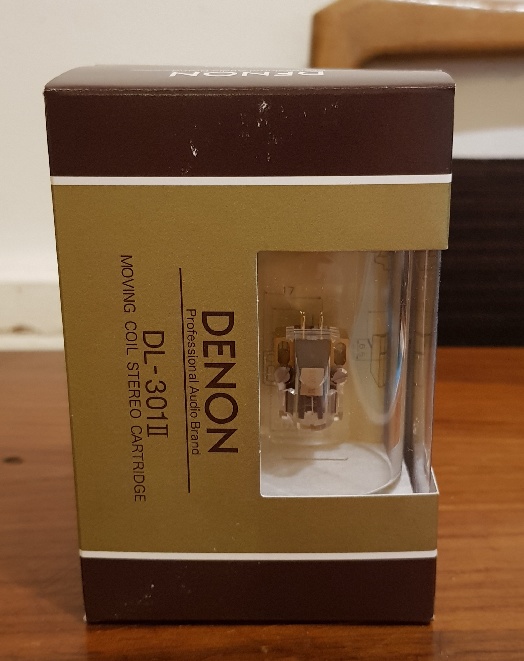 DENON
DENON
Professional Audio Brand
DL-301II
MOVING COIL STEREO CARTRIDGE